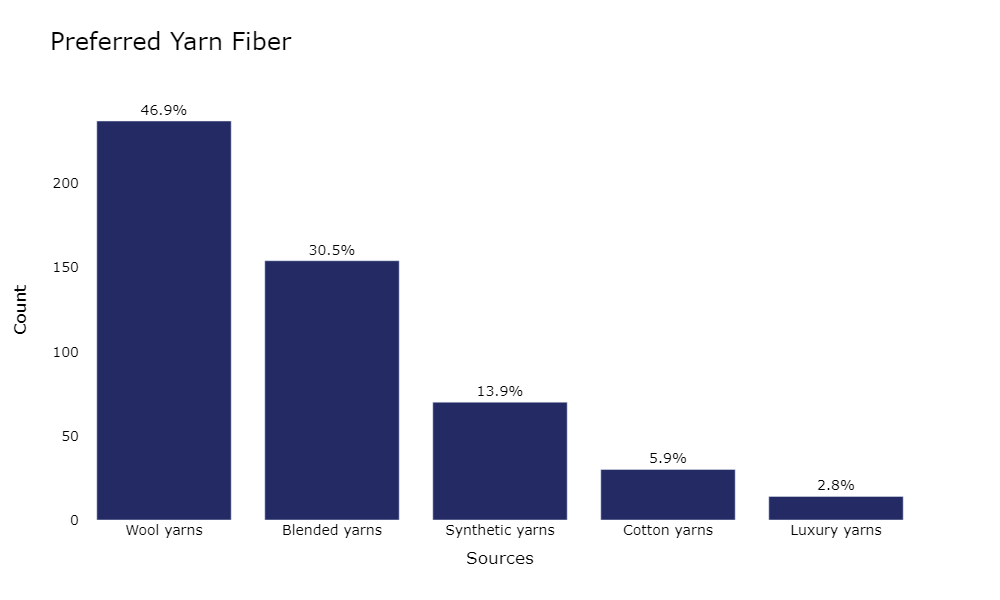 Preferred Yarn Fiber
46.9%
30.5%
13.9%
5.9%
2.8%
200
150
100
50
0
Count
Wool yarns
Blended yarns
Synthetic yarns
Cotton yarns
Luxury yarns
Sources